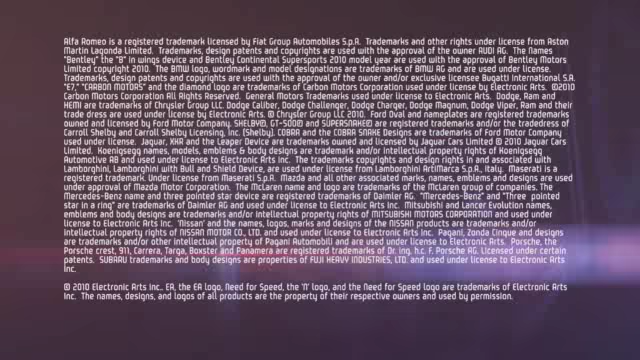 Alfa Romeo is a registered trademark licensed by Fiat Group Automobiles S.p.A.  Trademarks and other rights under license from Aston
Martin Lagonda Limited.  Trademarks, design patents and copyrights are used with the approval of the owner AUDI AG.  The names
"Bentley" the "B" in wings device and Bentley Continental Supersports 2010 model year are used with the approval of Bentley Motors
Limited copyright 2010.  The BMW logo, wordmark and model designations are trademarks of BMW AG and are used under license.
Trademarks, design patents and copyrights are used with the approval of the owner and/or exclusive licensee Bugatti International S.A.
"E7," "CARBON MOTORS" and the diamond logo are trademarks of Carbon Motors Corporation used under license by Electronic Arts.  ©2010
Carbon Motors Corporation All Rights Reserved.  General Motors Trademarks used under license to Electronic Arts.  Dodge, Ram and
HEMI are trademarks of Chrysler Group LLC. Dodge Caliber, Dodge Challenger, Dodge Charger, Dodge Magnum, Dodge Viper, Ram and their
trade dress are used under license by Electronic Arts. © Chrysler Group LLC 2010.  Ford Oval and nameplates are registered trademarks
owned and licensed by Ford Motor Company. SHELBY®, GT-500® and SUPERSNAKE® are registered trademarks and/or the tradedress of
Carroll Shelby and Carroll Shelby Licensing, Inc. (Shelby). COBRA and the COBRA SNAKE Designs are trademarks of Ford Motor Company
used under license.  Jaguar, XKR and the Leaper Device are trademarks owned and licensed by Jaguar Cars Limited © 2010 Jaguar Cars
Limited.  Koenigsegg names, models, emblems & body designs are trademark and/or intellectual property rights of Koenigsegg
Automotive AB and used under license to Electronic Arts Inc.  The trademarks copyrights and design rights in and associated with
Lamborghini, Lamborghini with Bull and Shield Device, are used under license from Lamborghini ArtiMarca S.p.A., Italy.  Maserati is a
registered trademark Under license from Maserati S.p.A.  Mazda and all other associated marks, names, emblems and designs are used
under approval of Mazda Motor Corporation.  The McLaren name and logo are trademarks of the McLaren group of companies. The
Mercedes-Benz name and three pointed star device are registered trademarks of Daimler AG.  "Mercedes-Benz" and "Three  pointed
star in a ring" are trademarks of Daimler AG and used under license to Electronic Arts Inc.  Mitsubishi and Lancer Evolution names,
emblems and body designs are trademarks and/or intellectual property rights of MITSUBISHI MOTORS CORPORATION and used under
license to Electronic Arts Inc.  'Nissan' and the names, logos, marks and designs of the NISSAN products are trademarks and/or
intellectual property rights of NISSAN MOTOR CO., LTD. and used under license to Electronic Arts Inc.  Pagani, Zonda Cinque and designs
are trademarks and/or other intellectual property of Pagani Automobili and are used under license to Electronic Arts.  Porsche, the
Porsche crest, 911, Carrera, Targa, Boxster and Panamera are registered trademarks of Dr. Ing. h.c. F. Porsche AG.  Licensed under certain
patents.  SUBARU trademarks and body designs are properties of FUJI HEAVY INDUSTRIES, LTD. and used under license to Electronic Arts
Inc.
© 2010 Electronic Arts Inc.. EA, the EA logo, Need for Speed, the 'N' logo, and the Need for Speed logo are trademarks of Electronic Arts
Inc.  The names, designs, and logos of all products are the property of their respective owners and used by permission.